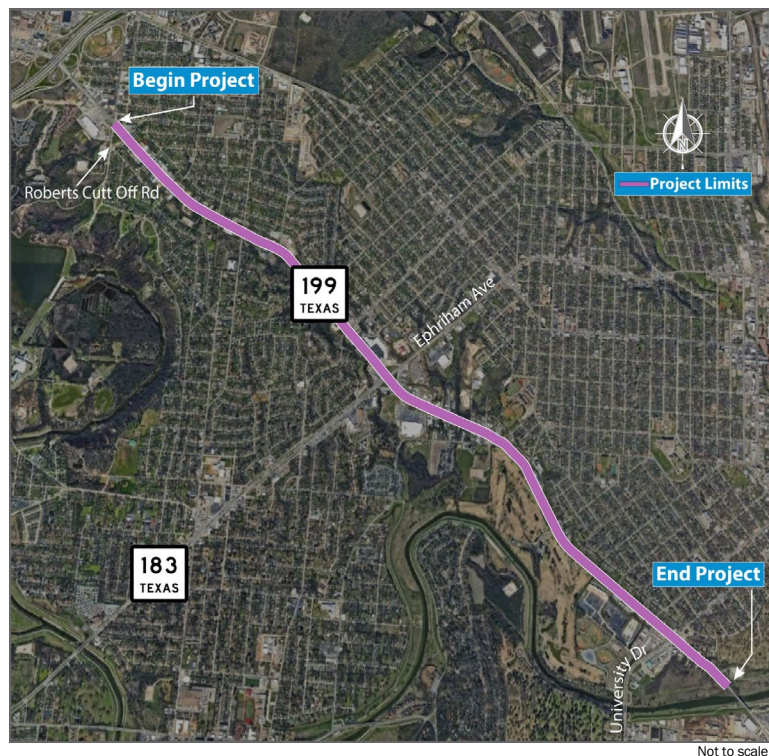 Begin Project
N
Roberts Cutt Off Rd
Project Limits
199
TEXAS
Ephriham Ave
183
TEXAS
End Project
University Dr
Not to scale